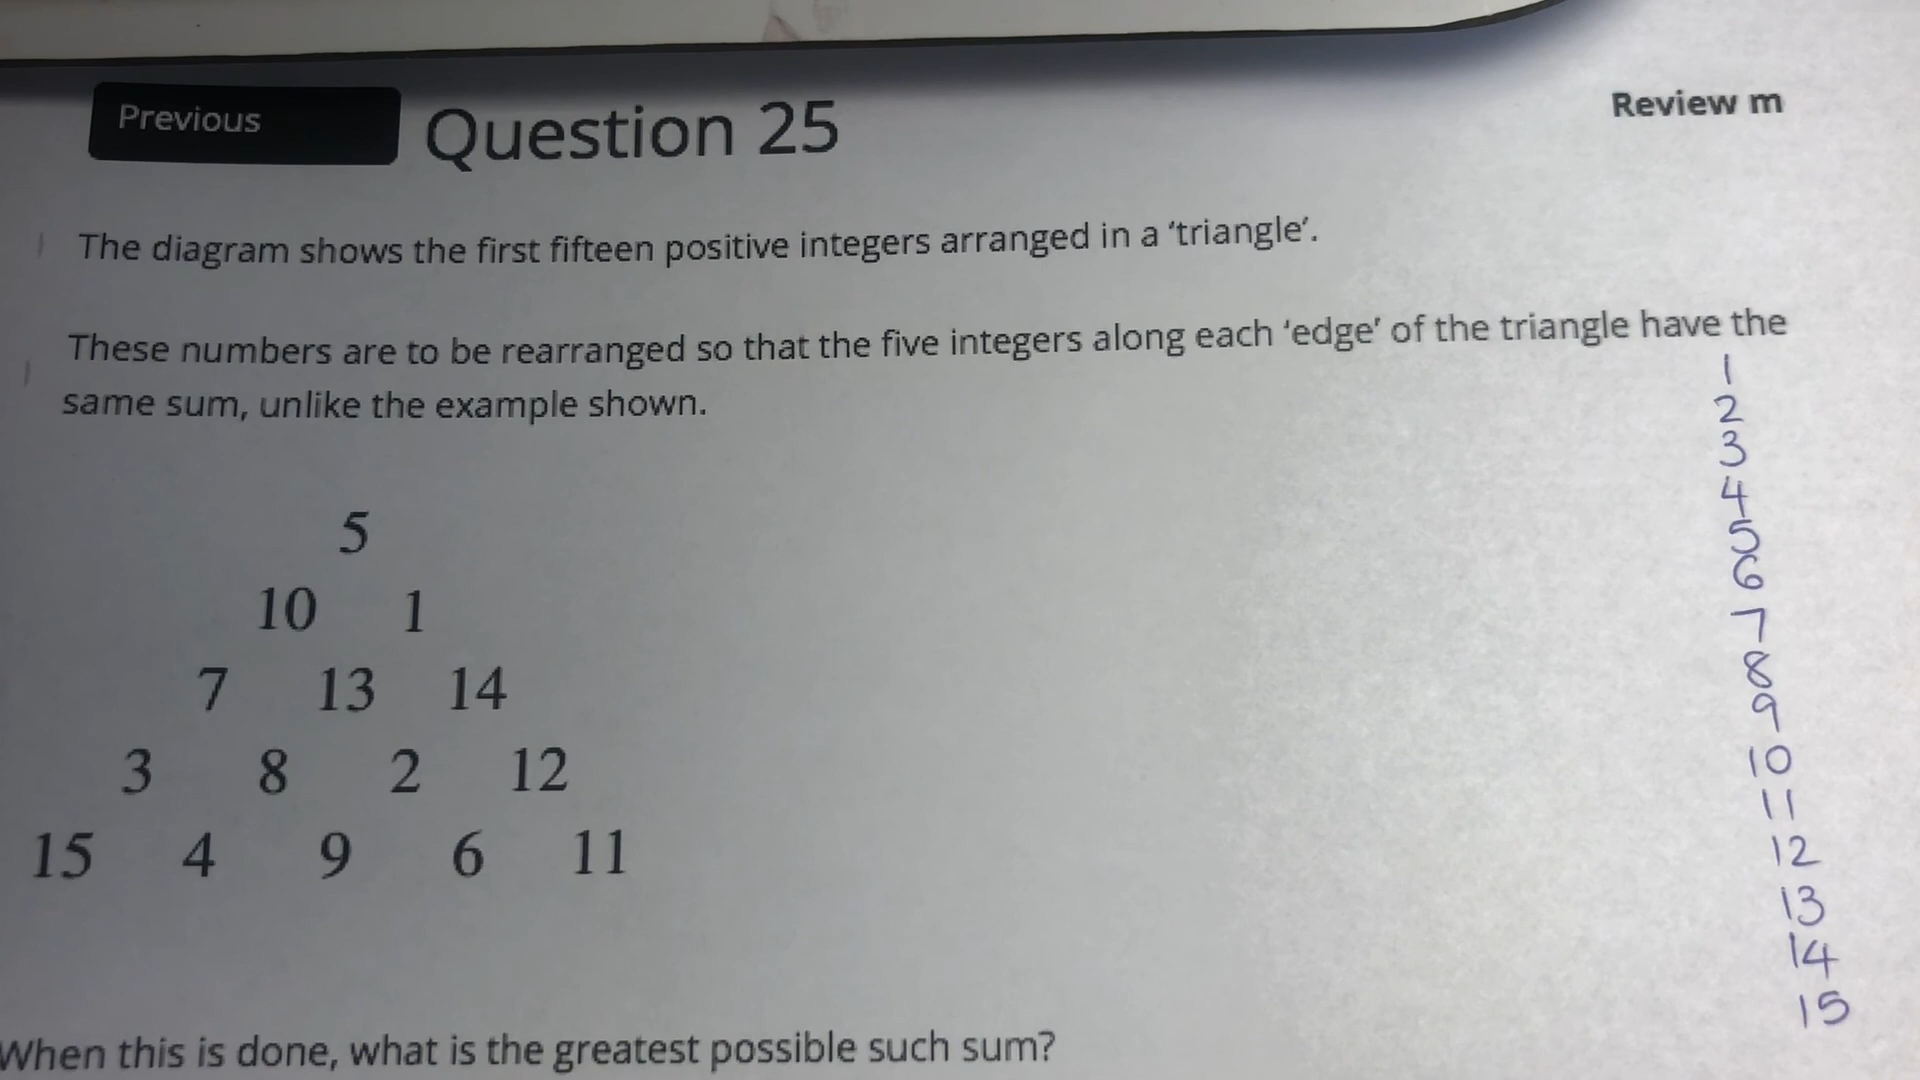 Previous
Question 25
Review m
The diagram shows the first fifteen positive integers arranged in a ‘triangle’.
These numbers are to be rearranged so that the five integers along each ‘edge’ of the triangle have the
same sum, unlike the example shown.
5
10 1
7 13 14
3 8 2 12
15 4 9 6 11
When this is done, what is the greatest possible such sum?
1
2
3
4
5
6
7
8
9
10
11
12
13
14
15